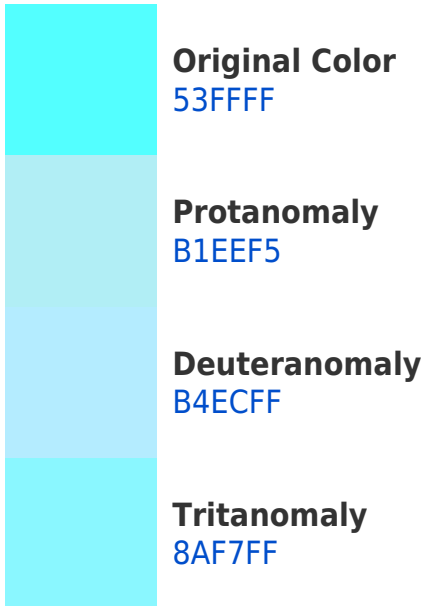 Original Color
53FFFF
Protanomaly
B1EEF5
Deuteranomaly
B4ECFF
Tritanomaly
8AF7FF